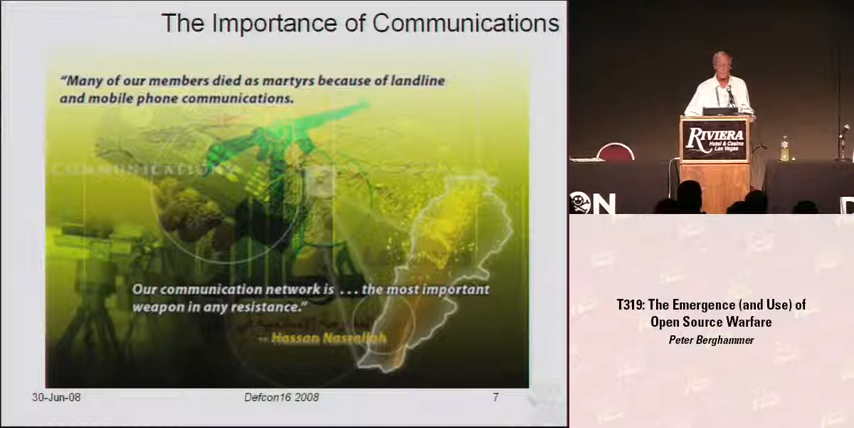 The Importance of Communications
“Many of our members died as martyrs because of landline
and mobile phone communications.
COMMUNICATIONS
Our communication network is . . . the most important
weapon in any resistance.”
-- Hassan Nasrallah
30-Jun-08
Defcon16 2008
7
RIVIERA
Hotel & Casino
Las Vegas
ON
D
T319: The Emergence (and Use) of
Open Source Warfare
Peter Berghammer